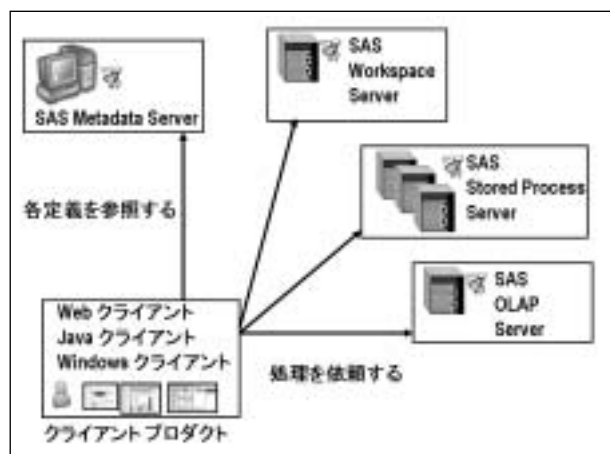 SAS Metadata Server
SAS
Workspace
Server
SAS
Stored Process
Server
SAS
OLAP
Server
各定義を参照する
Web クライアント
Java クライアント
Windows クライアント
処理を依頼する
クライアント プロダクト